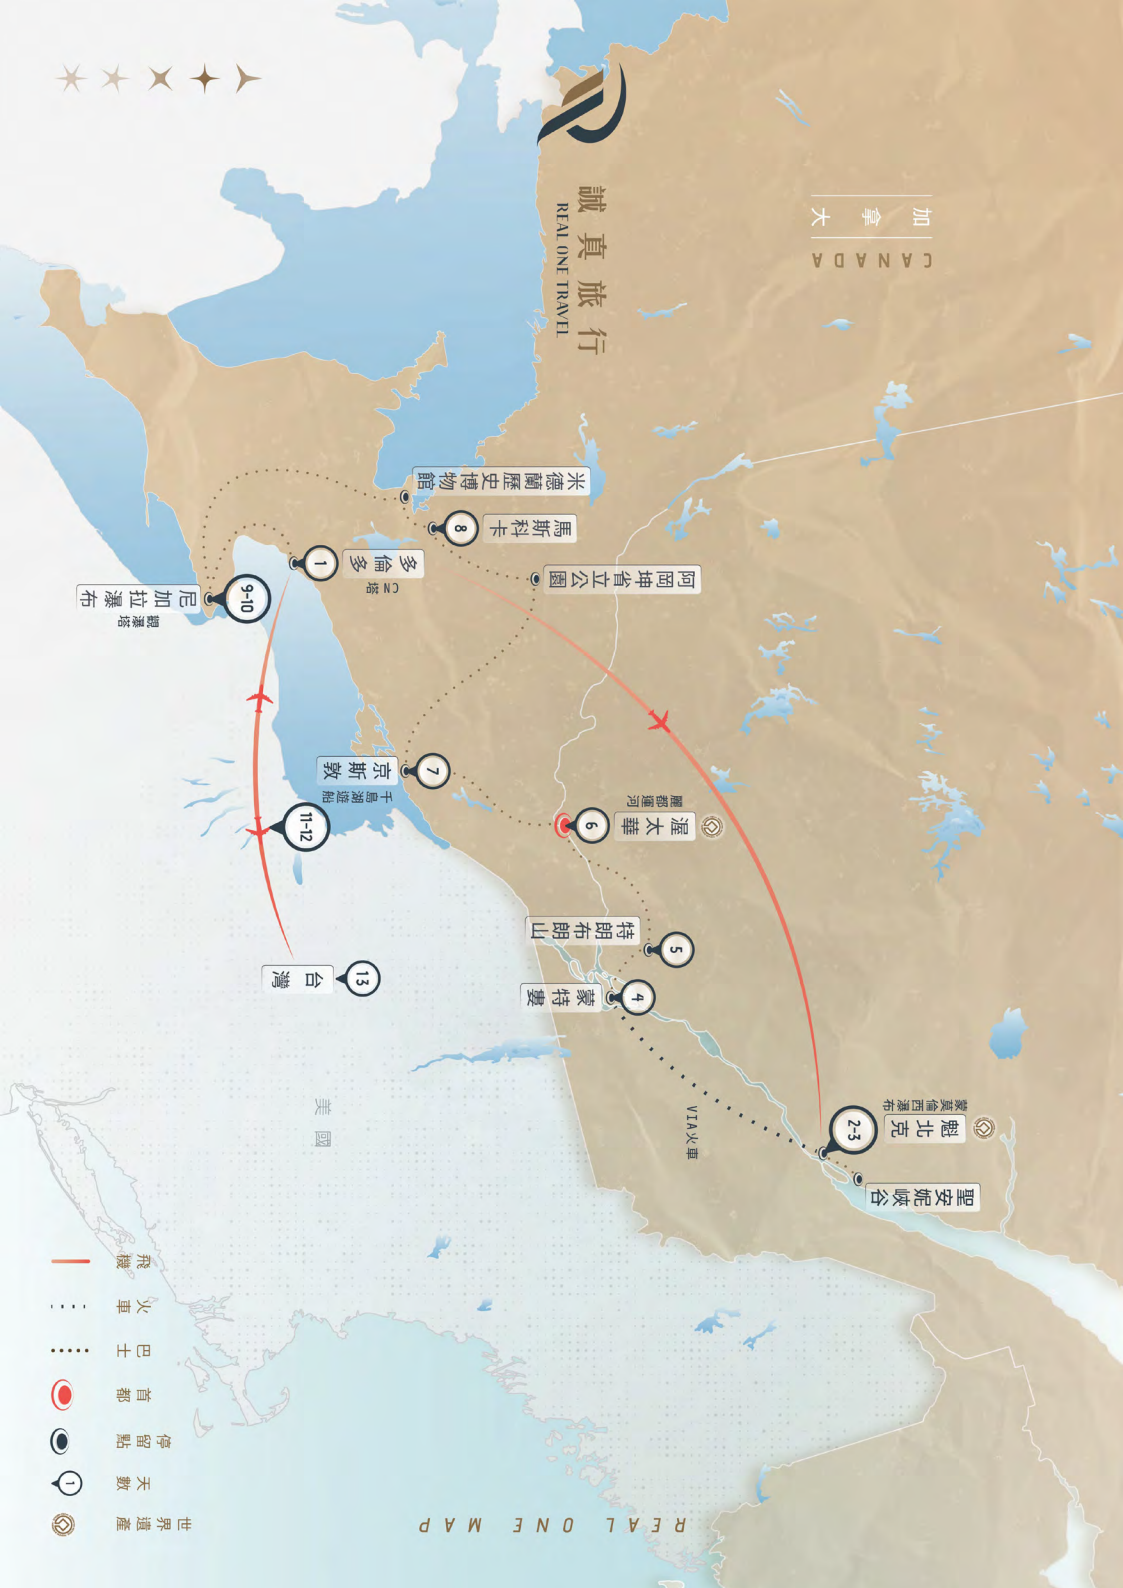 誠真旅行
REAL ONE TRAVEL
加拿大
CANADA
米德蘭歷史博物館
8
馬斯科卡
1
多倫多
CN塔
阿岡坤省立公園
9-10
尼加拉瀑布
觀瀑塔
7
京斯敦
千島湖遊船
麗都運河
6
渥太華
11-12
特朗布朗山
5
13
台灣
4
蒙特婁
VIA火車
蒙莫倫西瀑布
2-3
魁北克
聖安妮峽谷
美國
飛機
火車
巴士
首都
停留點
1
天數
世界遺產
REAL ONE MAP